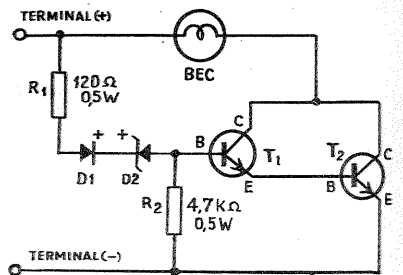 TERMINAL(+)
BEC
R1
120Ω
0,5W
+
+
D1
D2
B
C
E
T1
T2
C
B
E
R2
4,7KΩ
0,5W
TERMINAL(-)